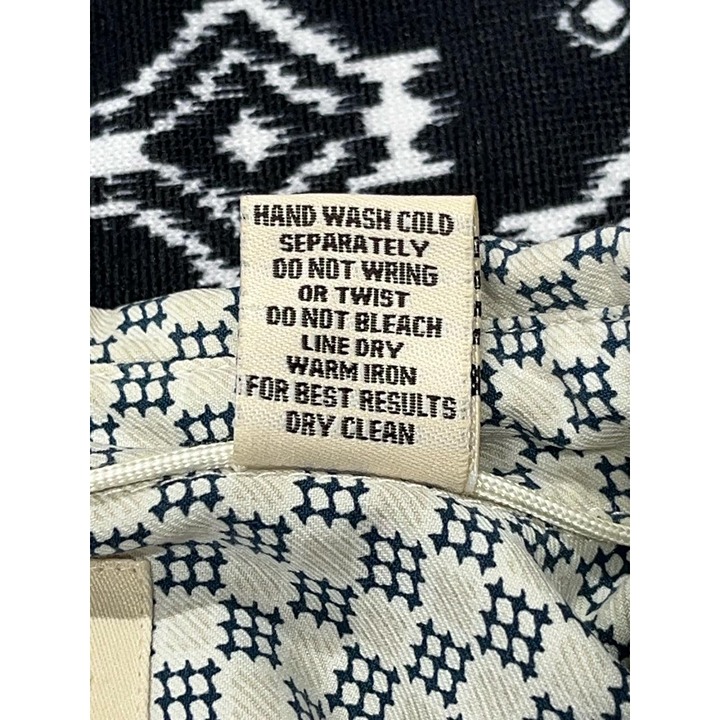 HAND WASH COLD
SEPARATELY
DO NOT WRING
OR TWIST
DO NOT BLEACH
LINE DRY
WARM IRON
FOR BEST RESULTS
DRY CLEAN